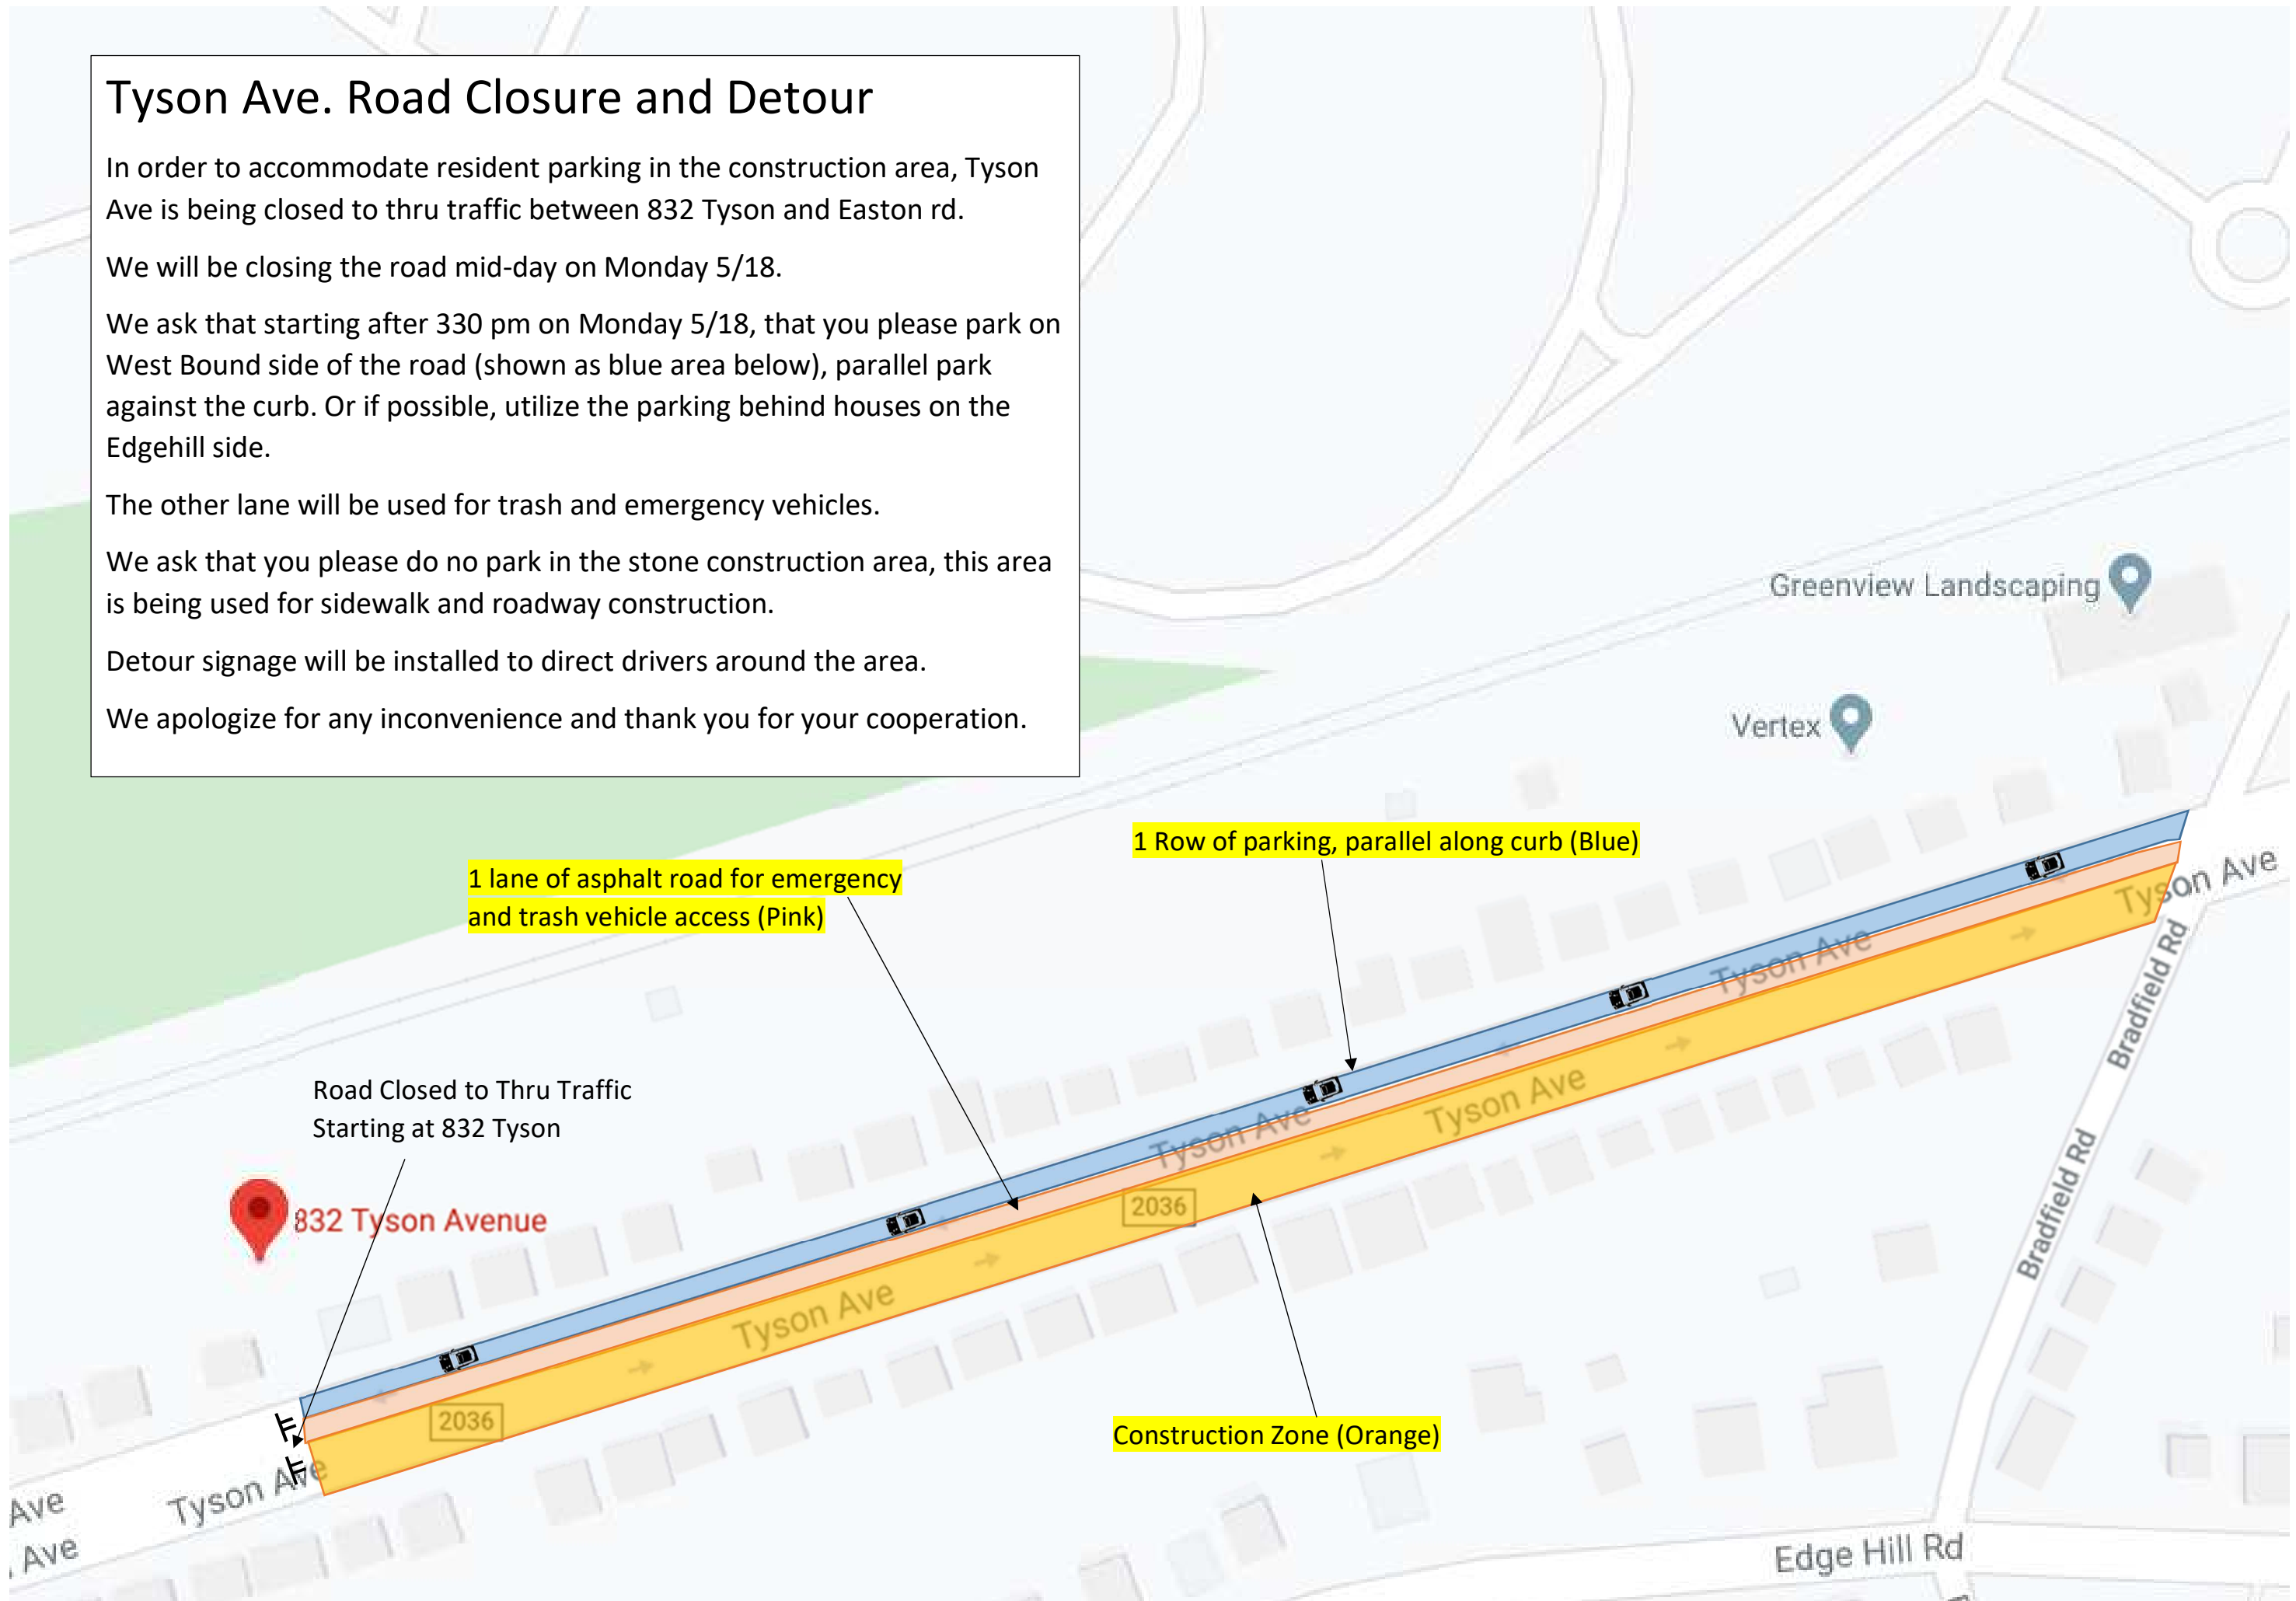 Tyson Ave. Road Closure and Detour
In order to accommodate resident parking in the construction area, Tyson
Ave is being closed to thru traffic between 832 Tyson and Easton rd.
We will be closing the road mid-day on Monday 5/18.
We ask that starting after 330 pm on Monday 5/18, that you please park on
West Bound side of the road (shown as blue area below), parallel park
against the curb. Or if possible, utilize the parking behind houses on the
Edgehill side.
The other lane will be used for trash and emergency vehicles.
We ask that you please do no park in the stone construction area, this area
is being used for sidewalk and roadway construction.
Detour signage will be installed to direct drivers around the area.
We apologize for any inconvenience and thank you for your cooperation.
Greenview Landscaping
Vertex
1 Row of parking, parallel along curb (Blue)
1 lane of asphalt road for emergency
and trash vehicle access (Pink)
Tyson Ave
Tyson Ave
Bradfield Rd
Road Closed to Thru Traffic
Starting at 832 Tyson
Tyson Ave
Tyson Ave
2036
832 Tyson Avenue
Bradfield Rd
Tyson Ave
2036
Construction Zone (Orange)
Tyson Ave
Ave
Ave
Edge Hill Rd